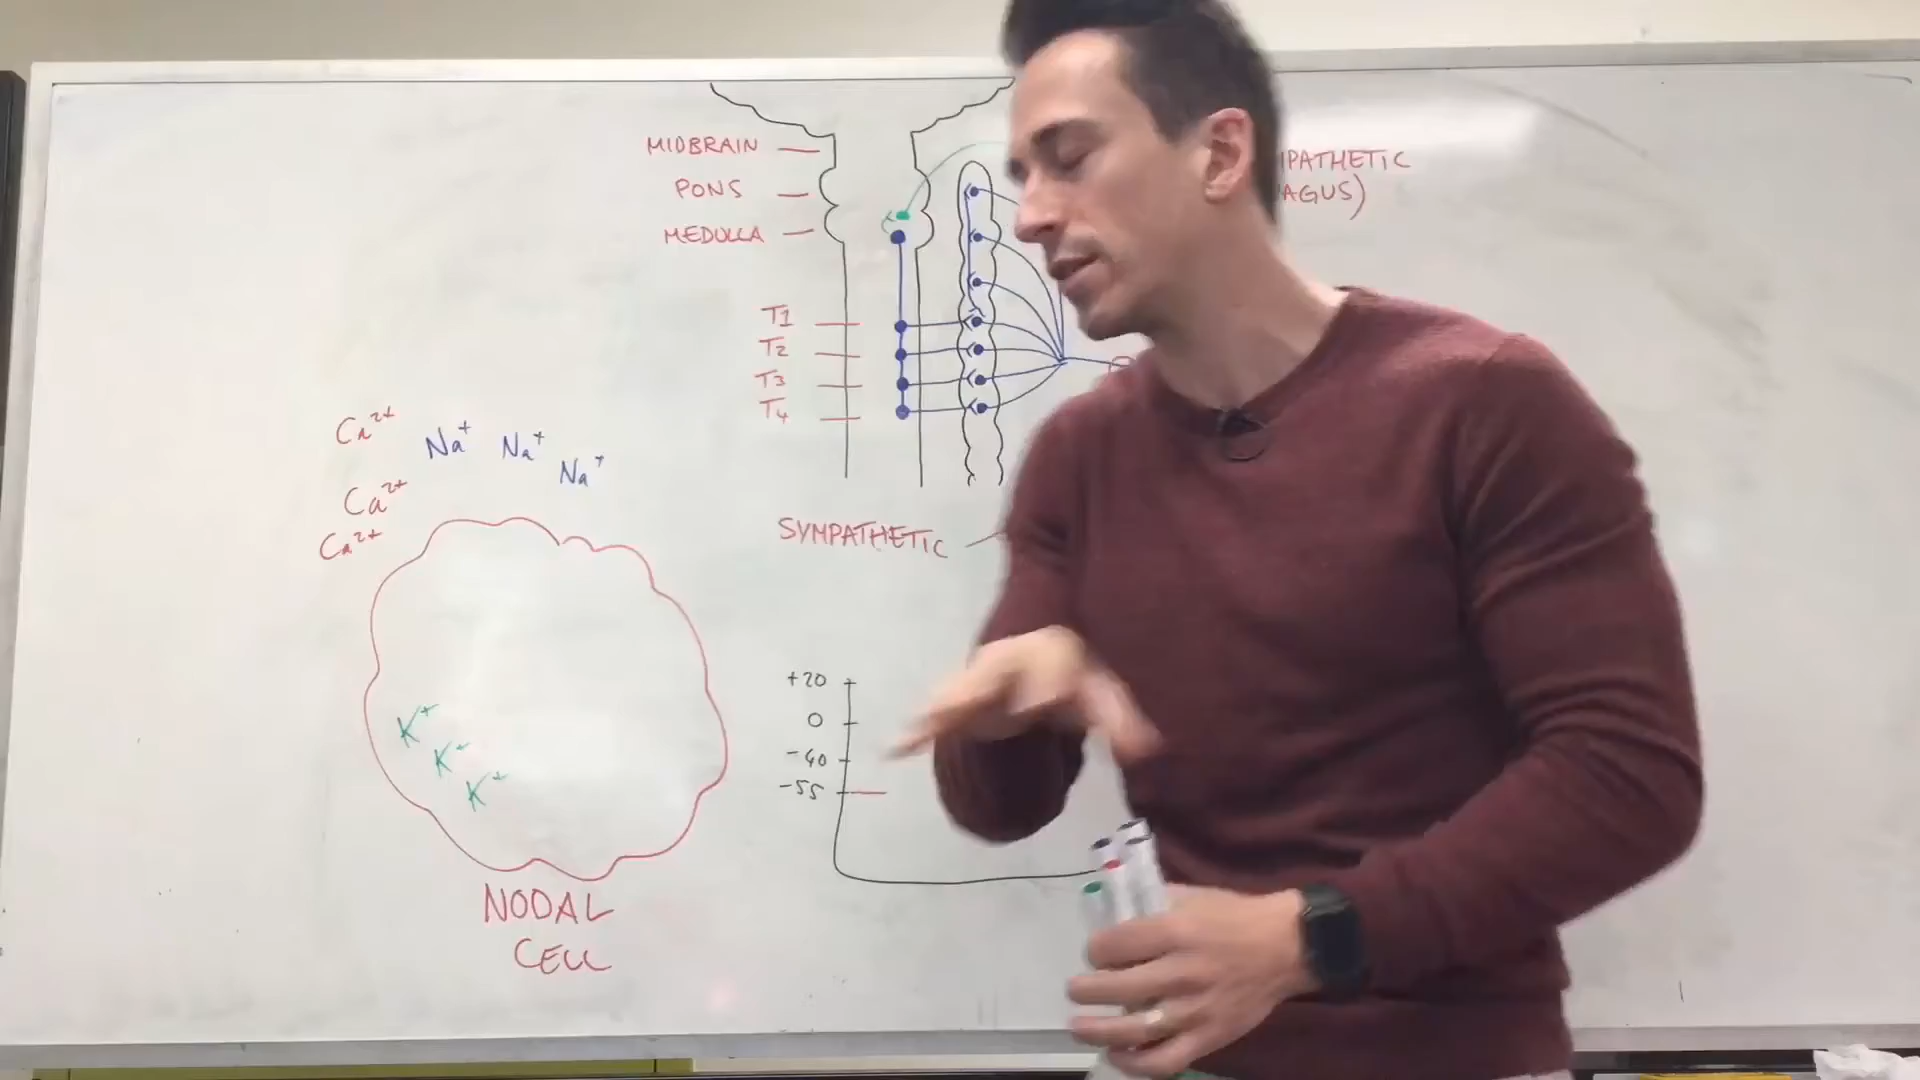 MIDBRAIN
PONS
MEDULLA
T1
T2
T3
T4
IPATHETIC
AGUS)
Ca²⁺
Na⁺ Na⁺
Na⁺
Ca²⁺
Ca²⁺
SYMPATHETIC
K⁺
K⁺
K⁺
NODAL
CELL
+20
0
-40
-55